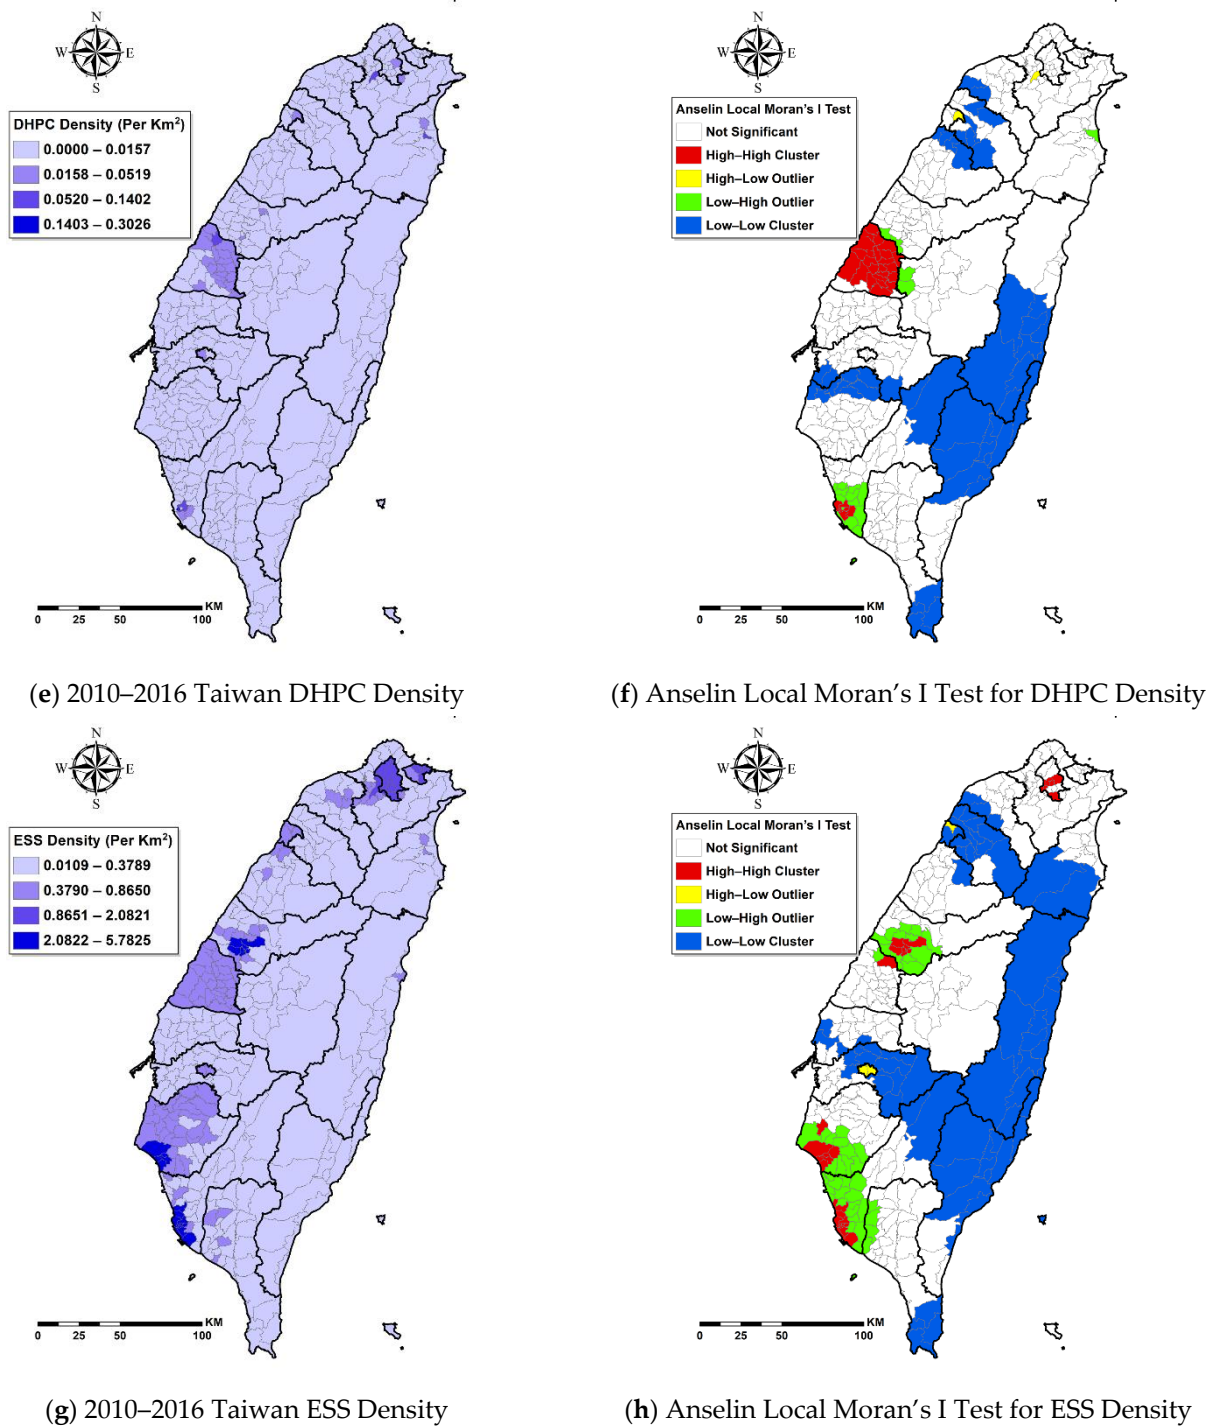 N
W E
S
DHPC Density (Per Km²)
0.0000 – 0.0157
0.0158 – 0.0519
0.0520 – 0.1402
0.1403 – 0.3026
KM
0 25 50 100
N
W E
S
Anselin Local Moran's I Test
Not Significant
High–High Cluster
High–Low Outlier
Low–High Outlier
Low–Low Cluster
KM
0 25 50 100
(e) 2010–2016 Taiwan DHPC Density
(f) Anselin Local Moran's I Test for DHPC Density
N
W E
S
ESS Density (Per Km²)
0.0109 – 0.3789
0.3790 – 0.8650
0.8651 – 2.0821
2.0822 – 5.7825
KM
0 25 50 100
N
W E
S
Anselin Local Moran's I Test
Not Significant
High–High Cluster
High–Low Outlier
Low–High Outlier
Low–Low Cluster
KM
0 25 50 100
(g) 2010–2016 Taiwan ESS Density
(h) Anselin Local Moran's I Test for ESS Density